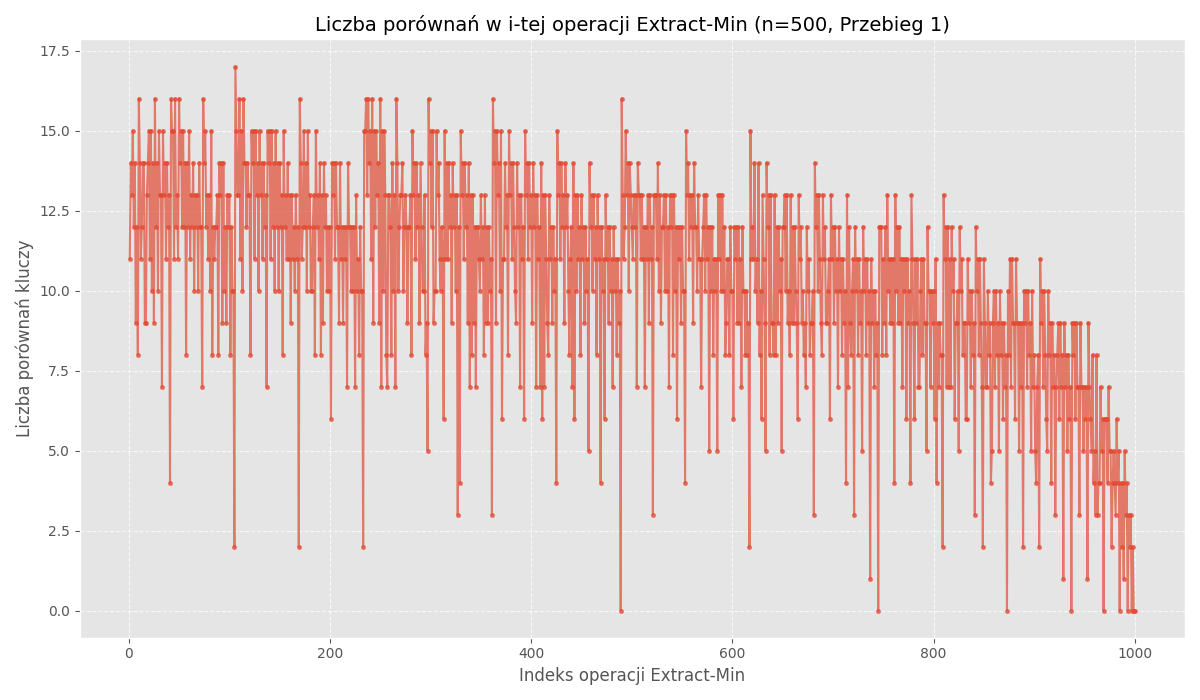 Liczba porównań w i-tej operacji Extract-Min (n=500, Przebieg 1)
Liczba porównań kluczy
17.5
15.0
12.5
10.0
7.5
5.0
2.5
0.0
0 200 400 600 800 1000
Indeks operacji Extract-Min